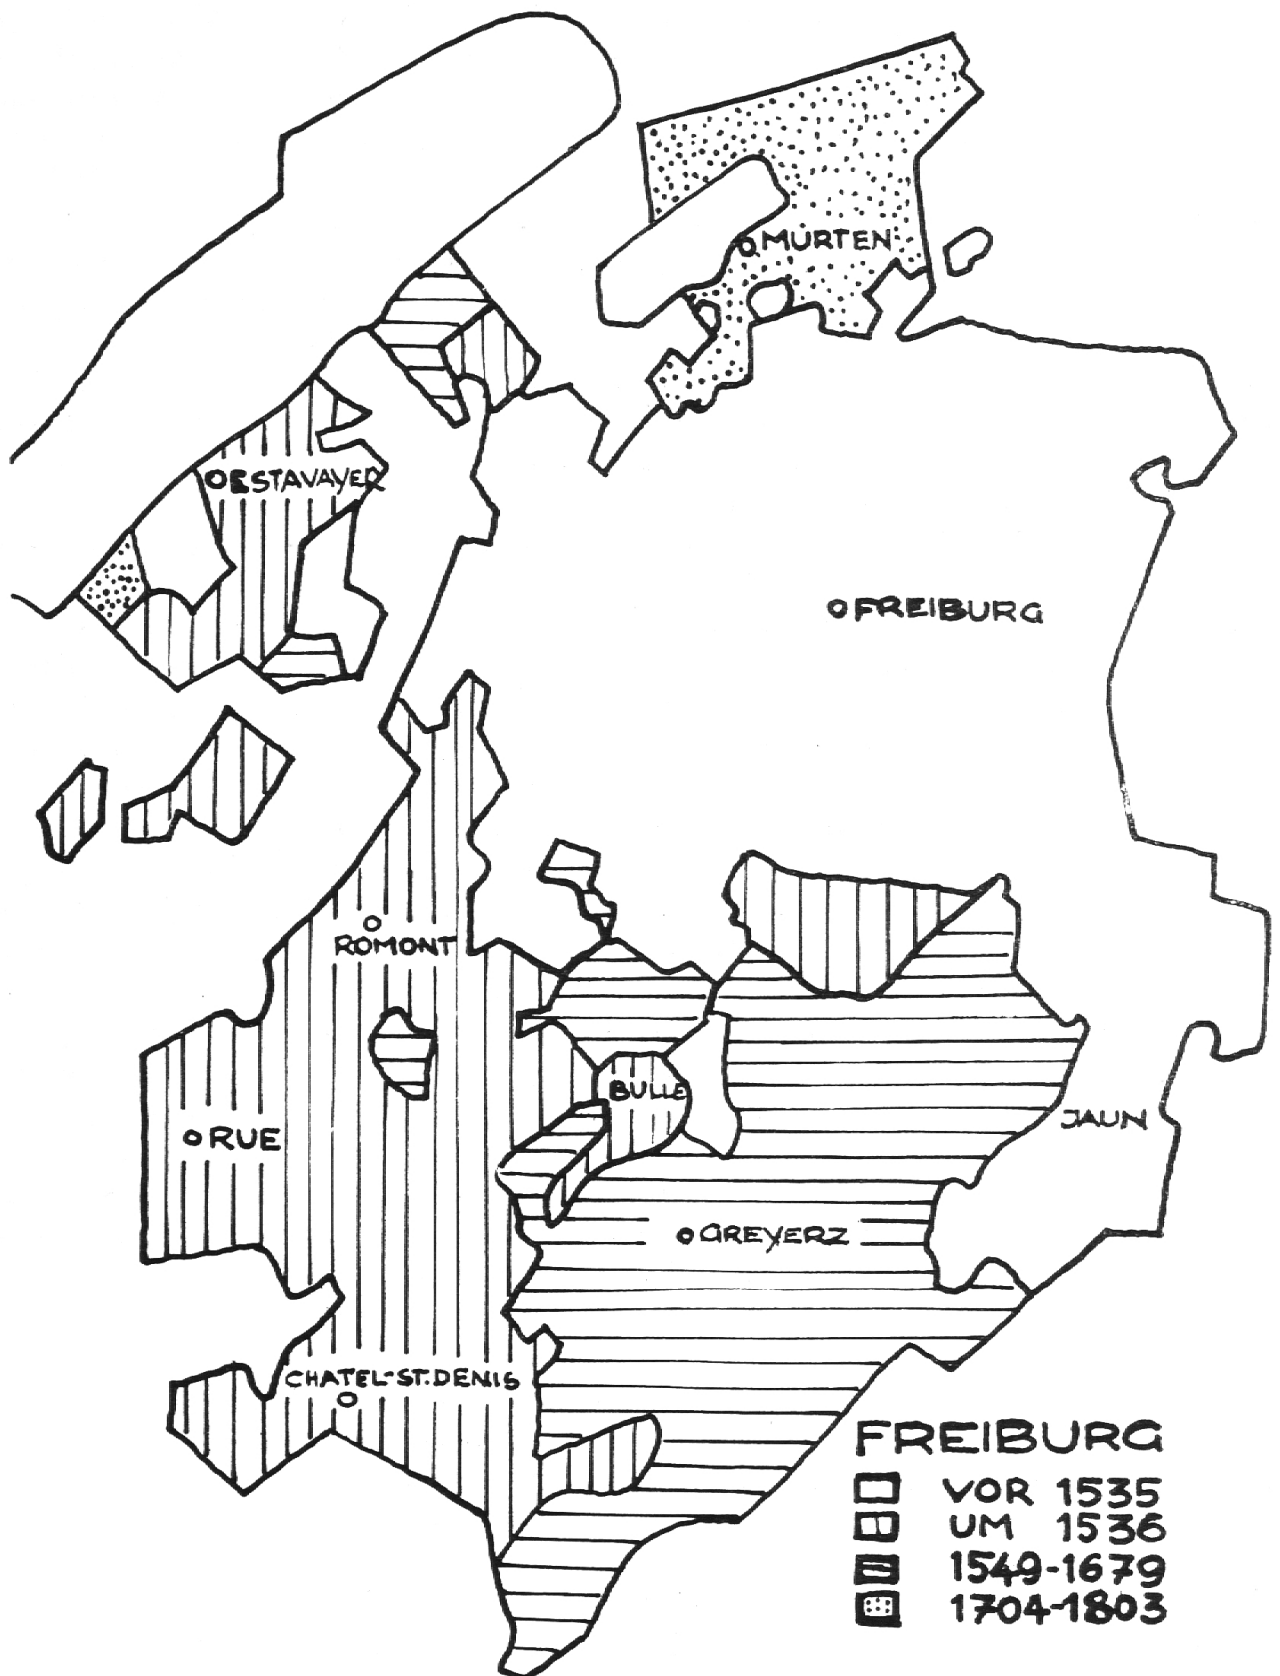 MURTEN
ESTAVAYER
FREIBURG
ROMONT
BULLE
JAUN
RUE
GREYERZ
CHATEL-ST.DENIS
FREIBURG
VOR 1535
UM 1536
1549-1679
1704-1803